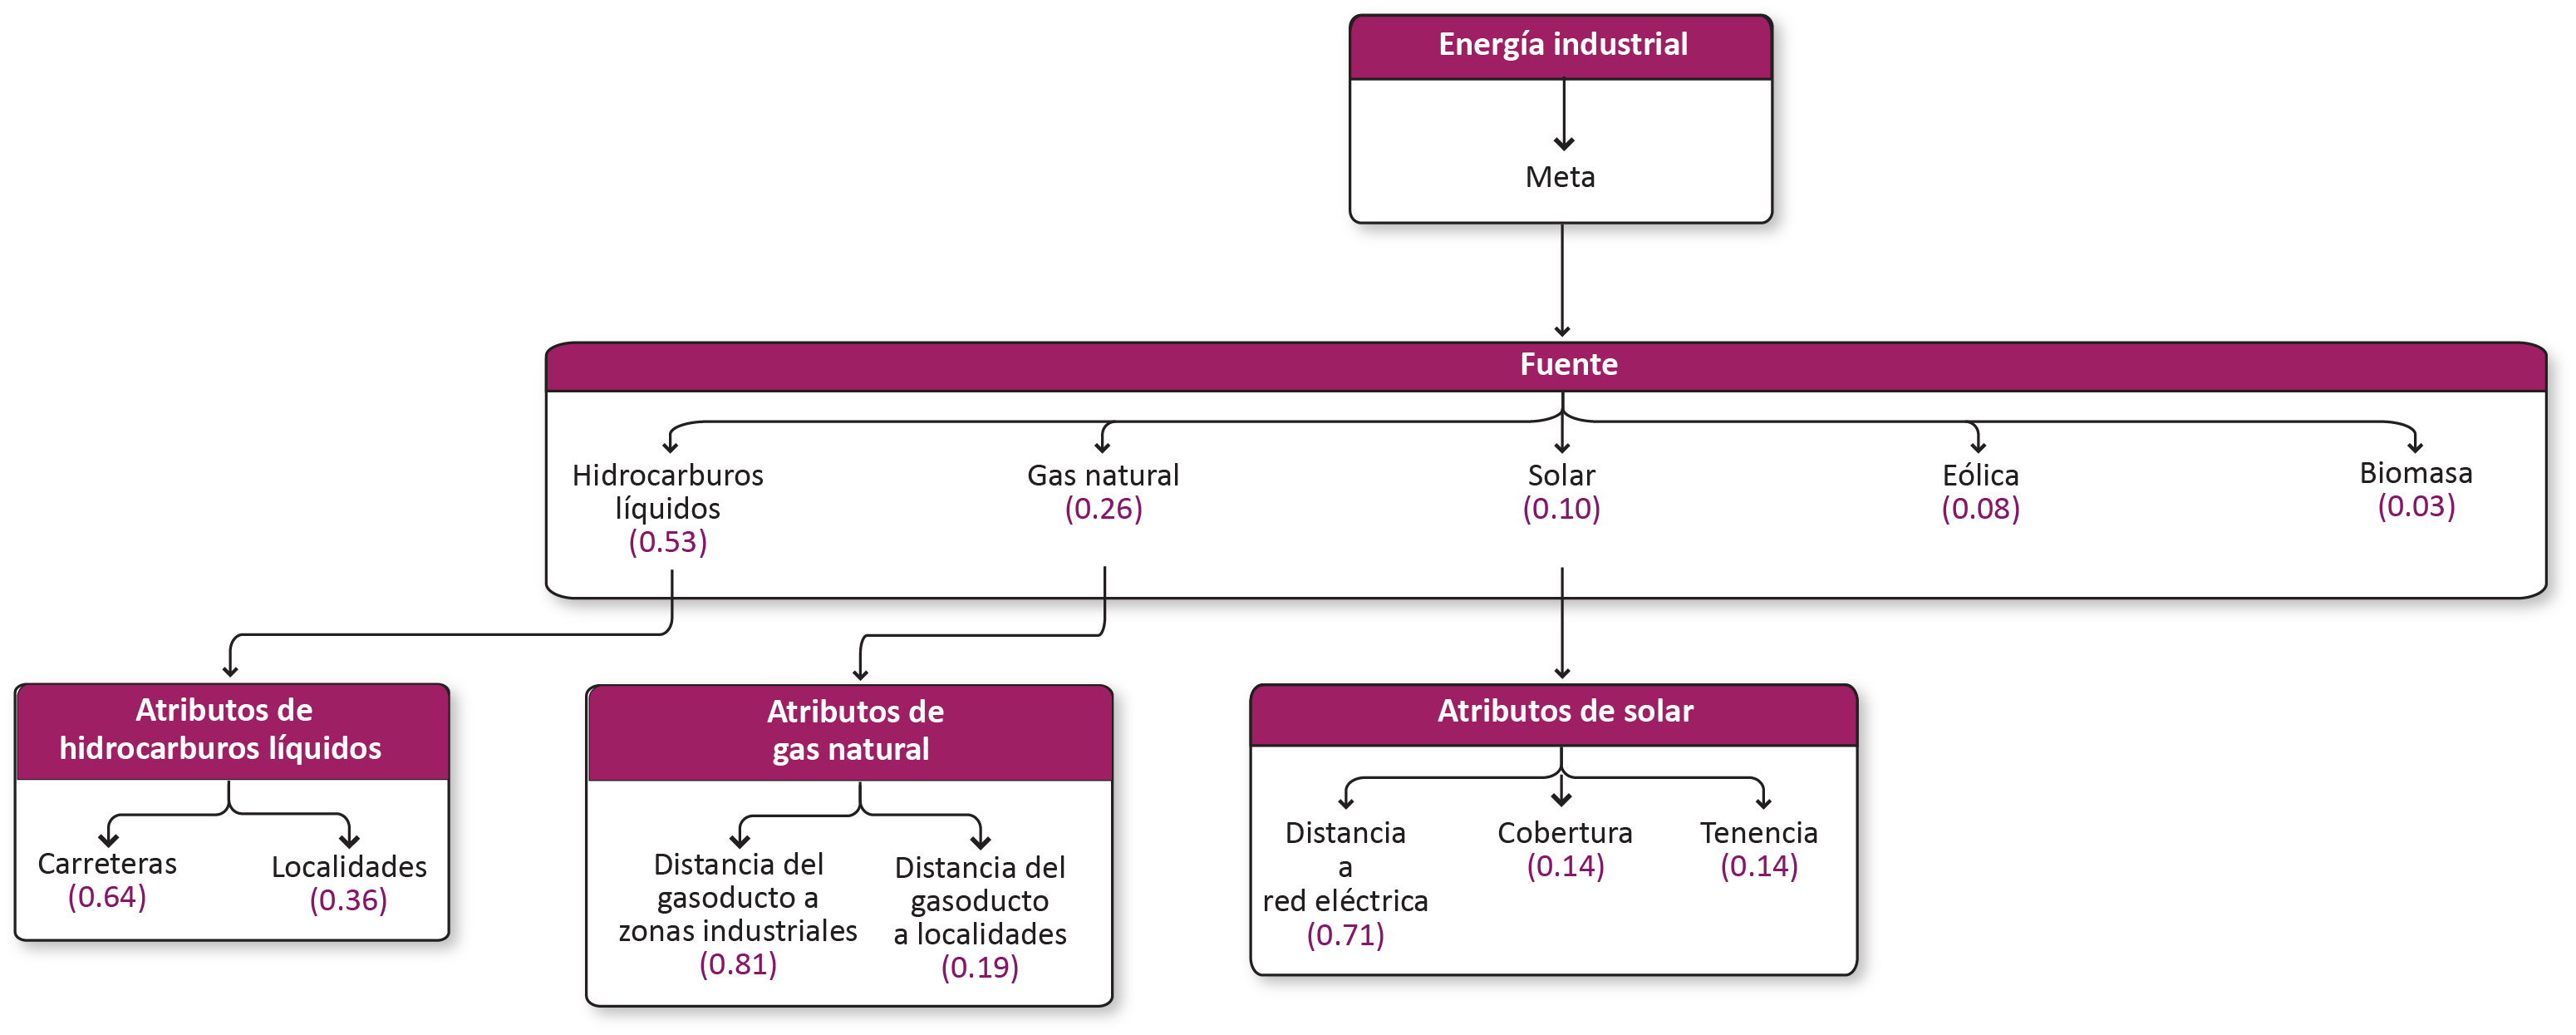 Energía industrial
Meta
Fuente
Hidrocarburos
líquidos
(0.53)
Gas natural
(0.26)
Solar
(0.10)
Eólica
(0.08)
Biomasa
(0.03)
Atributos de
hidrocarburos líquidos
Carreteras
(0.64)
Localidades
(0.36)
Atributos de
gas natural
Distancia del
gasoducto a
zonas industriales
(0.81)
Distancia del
gasoducto
a localidades
(0.19)
Atributos de solar
Distancia
a
red eléctrica
(0.71)
Cobertura
(0.14)
Tenencia
(0.14)